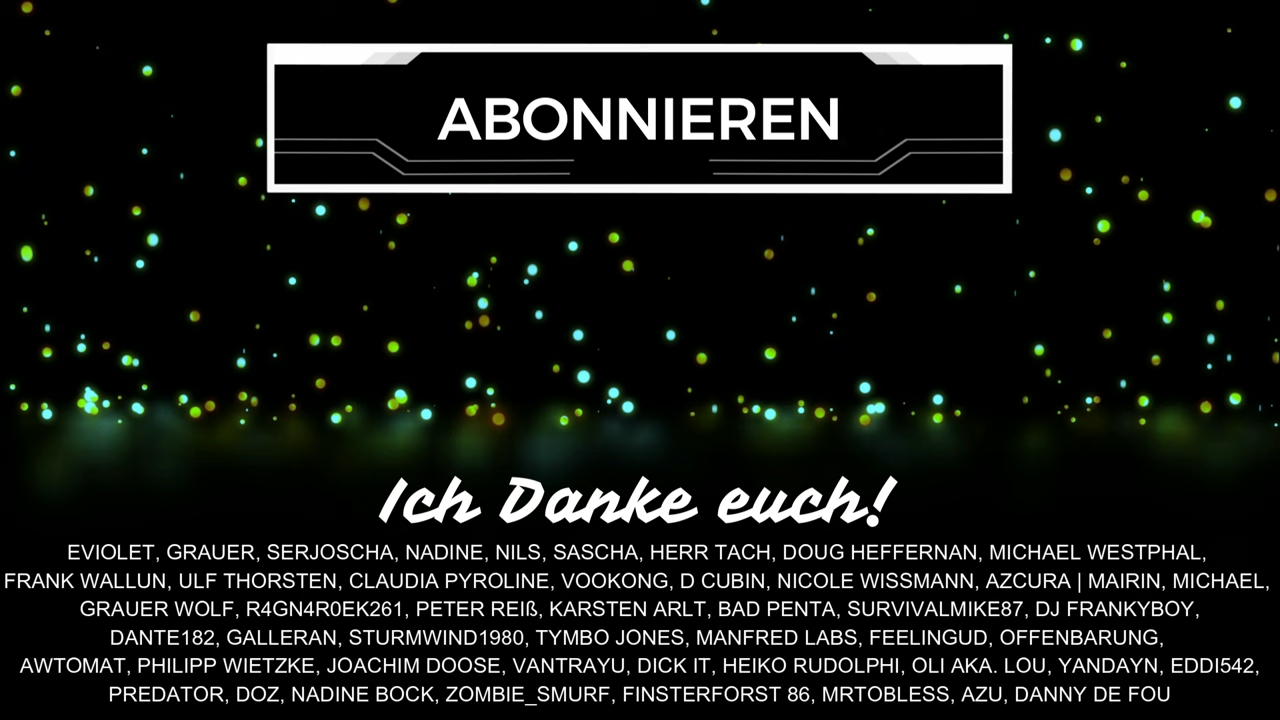 ABONNIEREN
Ich Danke euch!
EVIOLET, GRAUER, SERJOSCHA, NADINE, NILS, SASCHA, HERR TACH, DOUG HEFFERNAN, MICHAEL WESTPHAL,
FRANK WALLUN, ULF THORSTEN, CLAUDIA PYROLINE, VOOKONG, D CUBIN, NICOLE WISSMANN, AZCURA | MAIRIN, MICHAEL,
GRAUER WOLF, R4GN4R0EK261, PETER REIß, KARSTEN ARLT, BAD PENTA, SURVIVALMIKE87, DJ FRANKYBOY,
DANTE182, GALLERAN, STURMWIND1980, TYMBO JONES, MANFRED LABS, FEELINGUD, OFFENBARUNG,
AWTOMAT, PHILIPP WIETZKE, JOACHIM DOOSE, VANTRAYU, DICK IT, HEIKO RUDOLPHI, OLI AKA. LOU, YANDAYN, EDDI542,
PREDATOR, DOZ, NADINE BOCK, ZOMBIE_SMURF, FINSTERFORST 86, MRTOBLESS, AZU, DANNY DE FOU